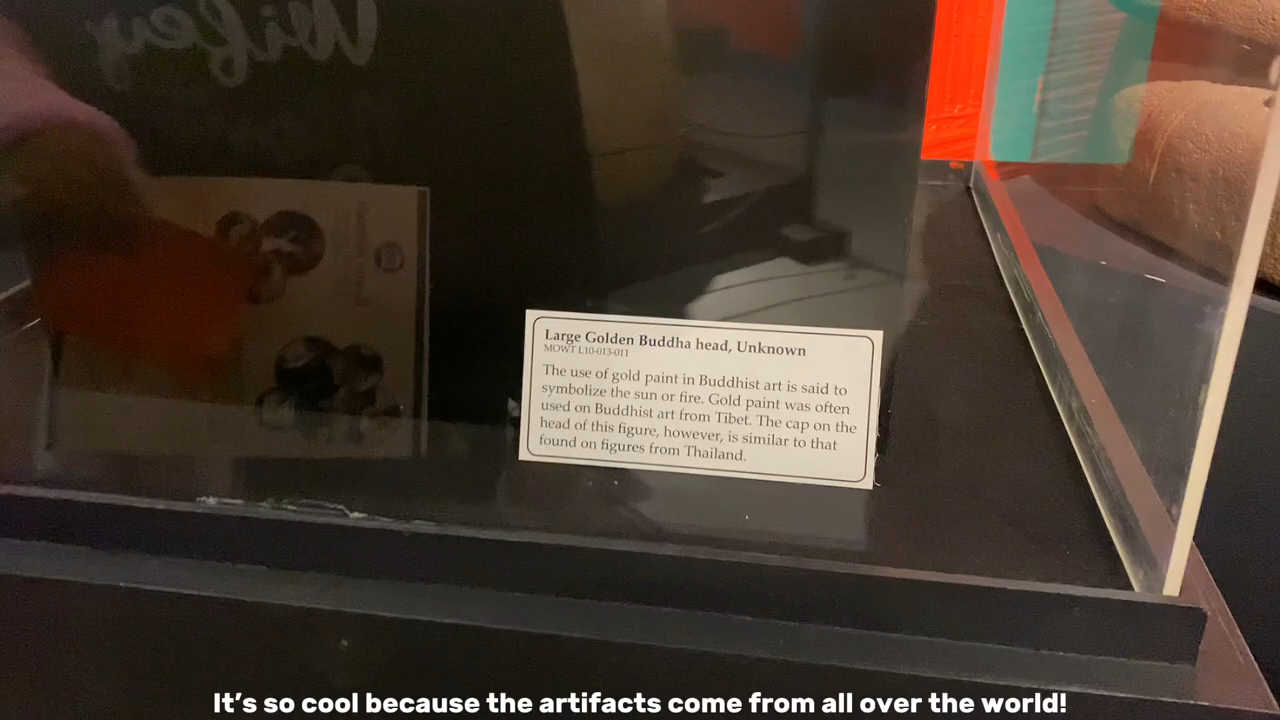 Wifey
Large Golden Buddha head, Unknown
MOWT L10-013-011
The use of gold paint in Buddhist art is said to
symbolize the sun or fire. Gold paint was often
used on Buddhist art from Tibet. The cap on the
head of this figure, however, is similar to that
found on figures from Thailand.
It's so cool because the artifacts come from all over the world!